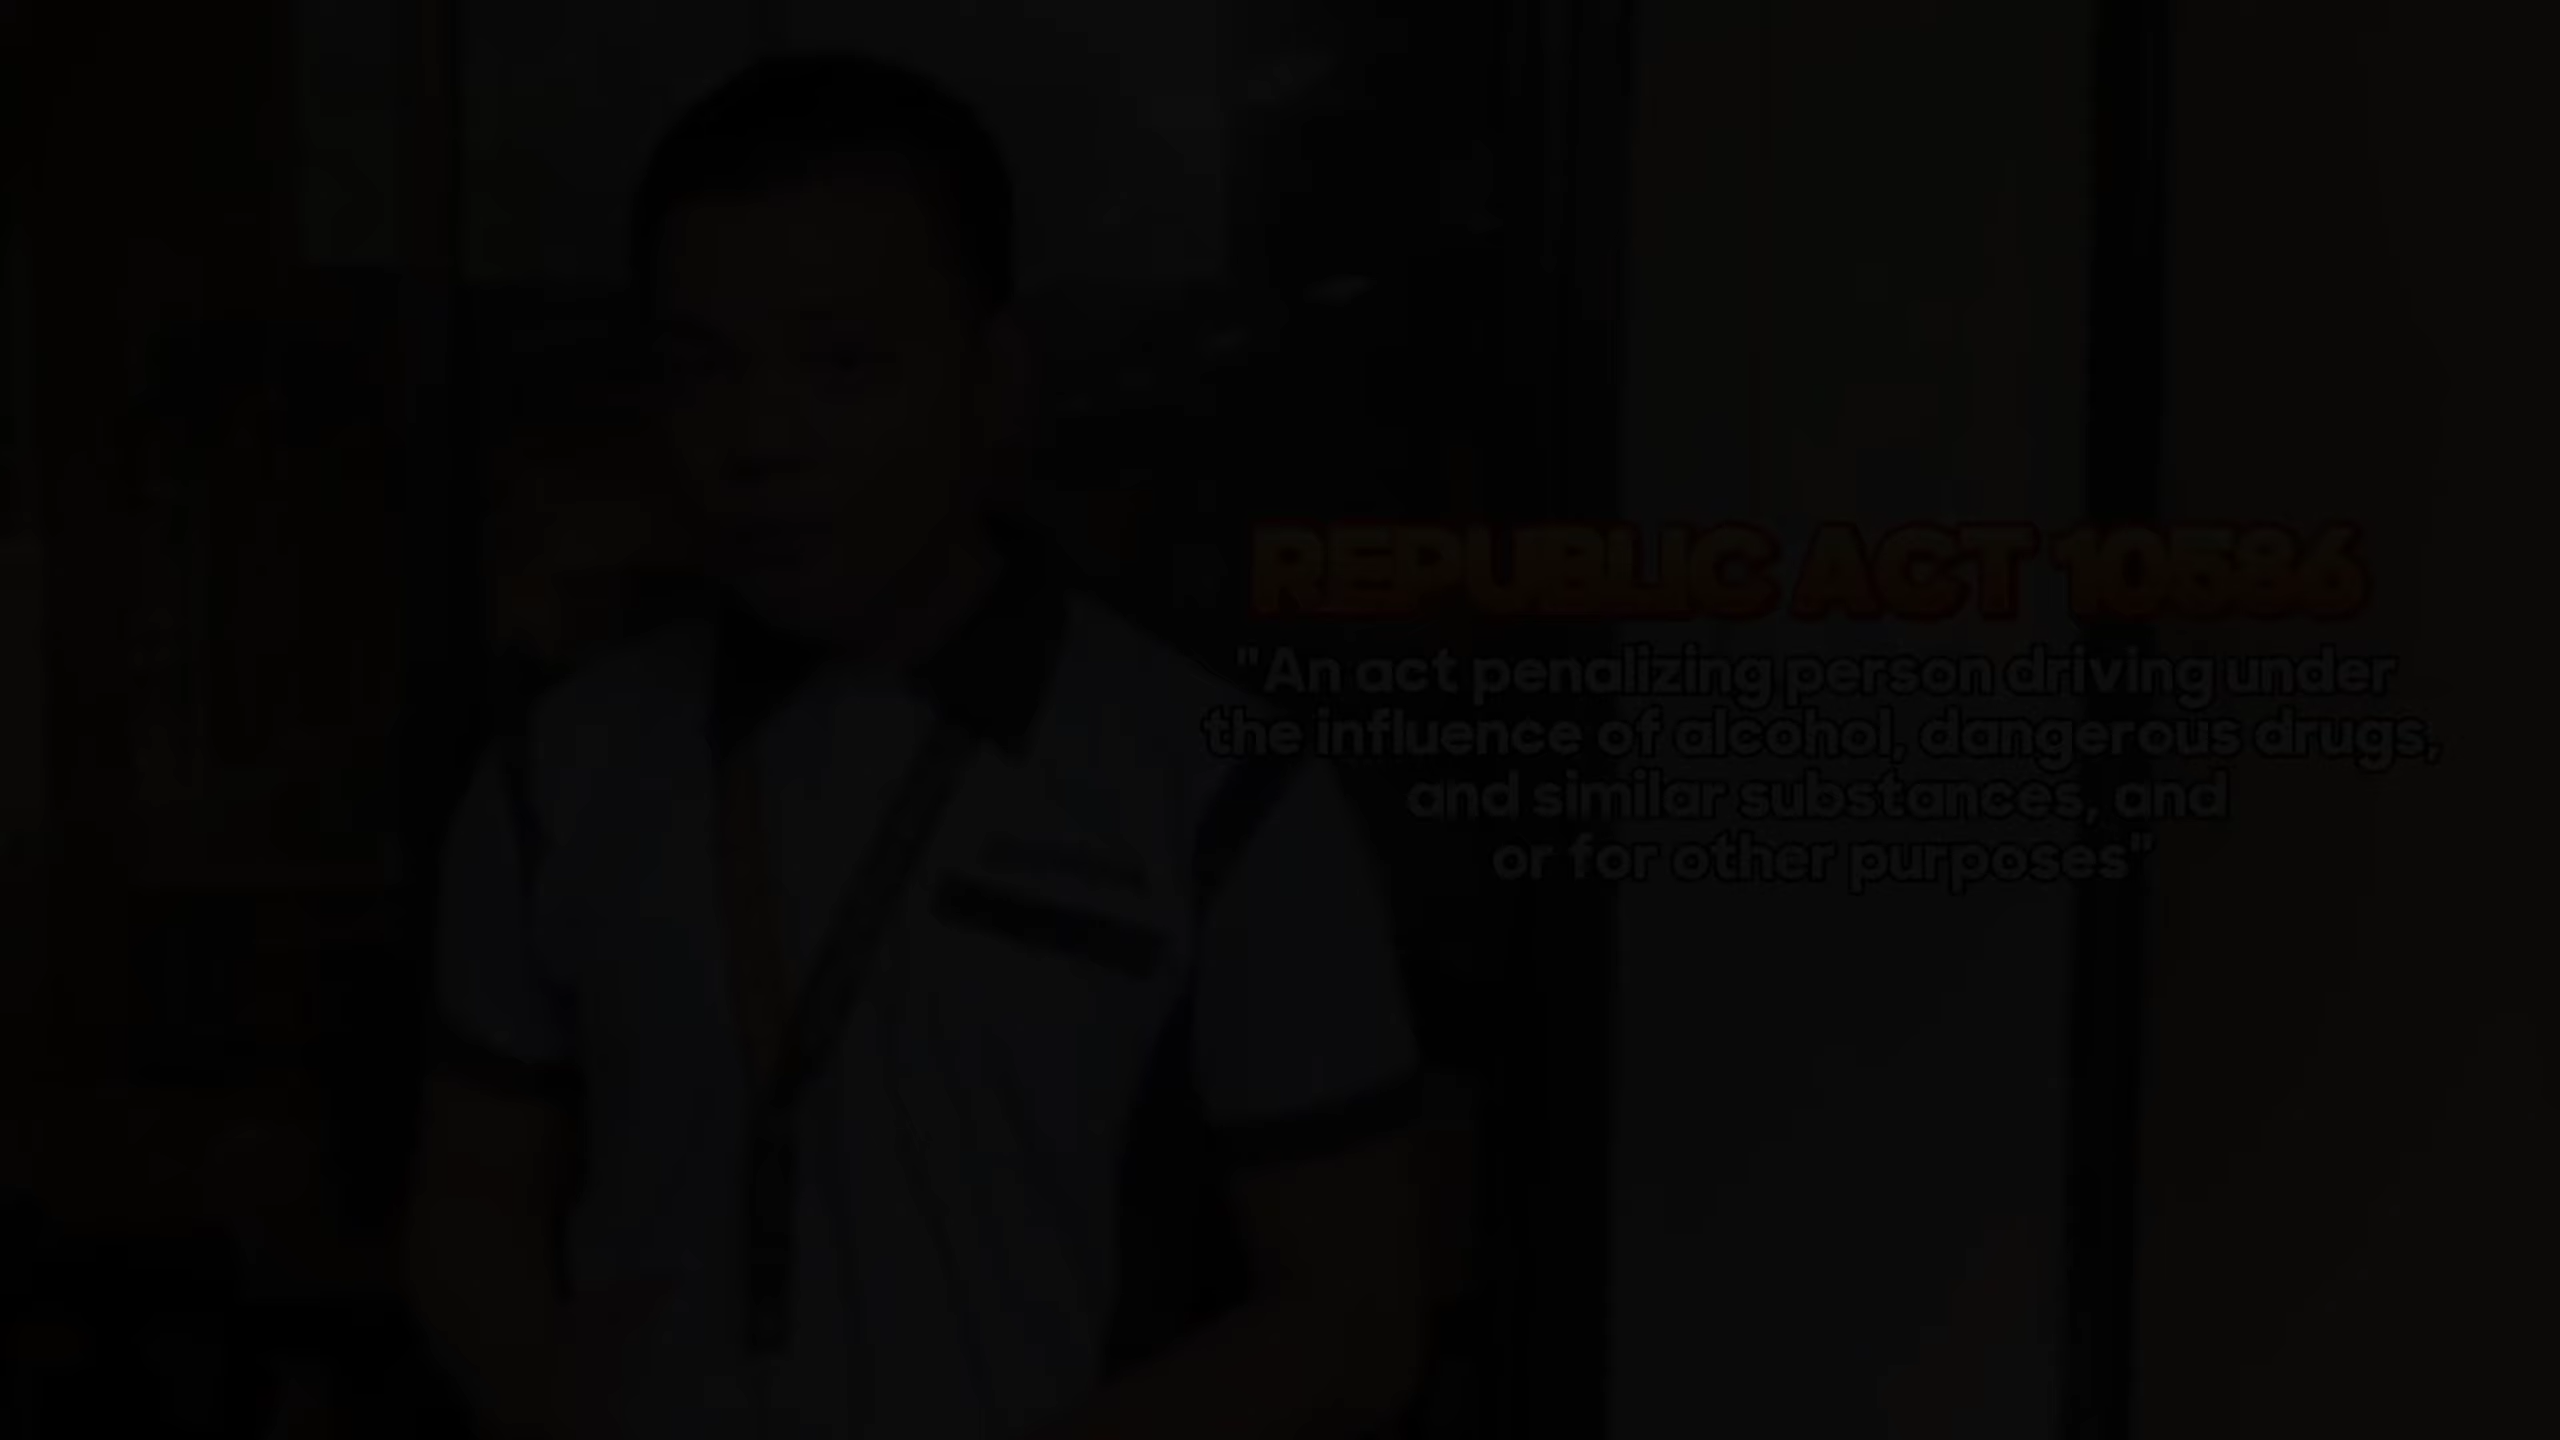 REPUBLIC ACT 10586
"An act penalizing person driving under
the influence of alcohol, dangerous drugs,
and similar substances, and
or for other purposes"